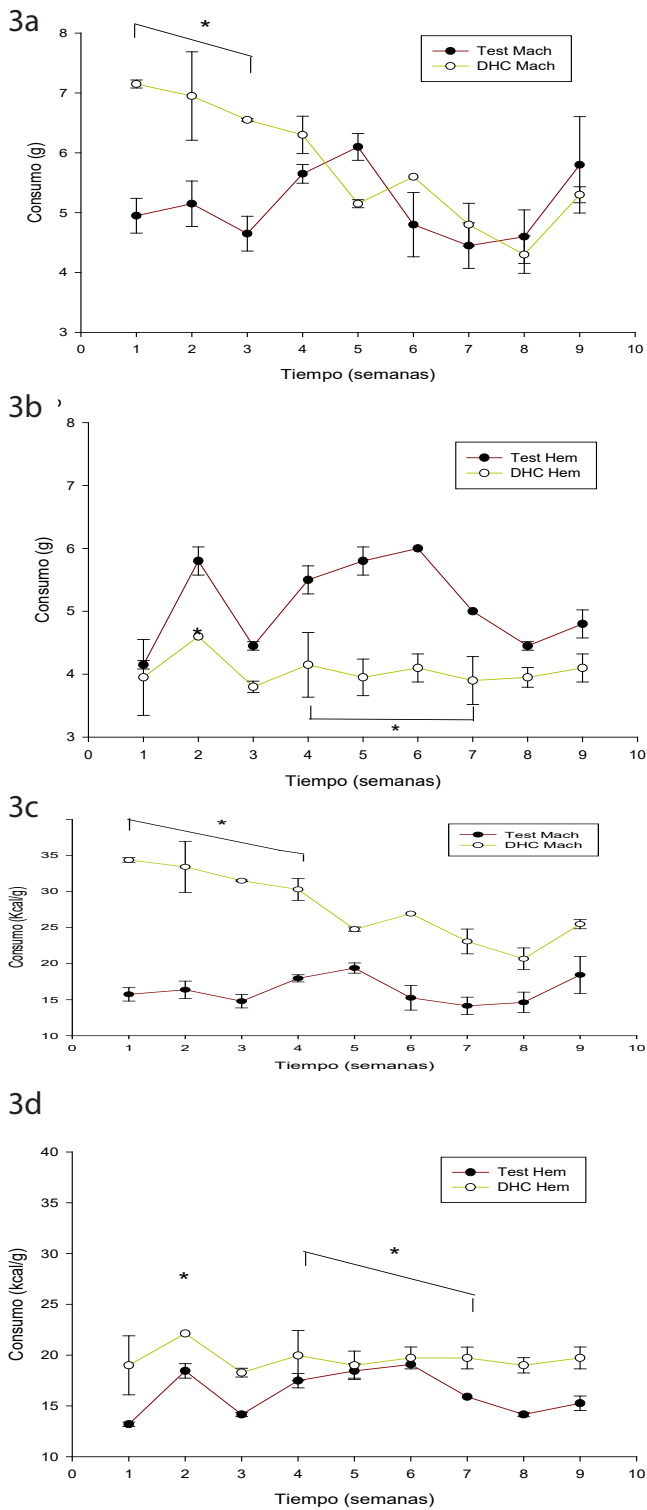 3a
8
7
6
5
4
3
Consumo (g)
*
Test Mach
DHC Mach
0 1 2 3 4 5 6 7 8 9 10
Tiempo (semanas)
3b
8
7
6
5
4
3
Consumo (g)
Test Hem
DHC Hem
*
*
0 1 2 3 4 5 6 7 8 9 10
Tiempo (semanas)
3c
35
30
25
20
15
10
Consumo (Kcal/g)
*
Test Mach
DHC Mach
0 1 2 3 4 5 6 7 8 9 10
Tiempo (semanas)
3d
40
35
30
25
20
15
10
Consumo (kcal/g)
Test Hem
DHC Hem
*
*
0 1 2 3 4 5 6 7 8 9 10
Tiempo (semanas)